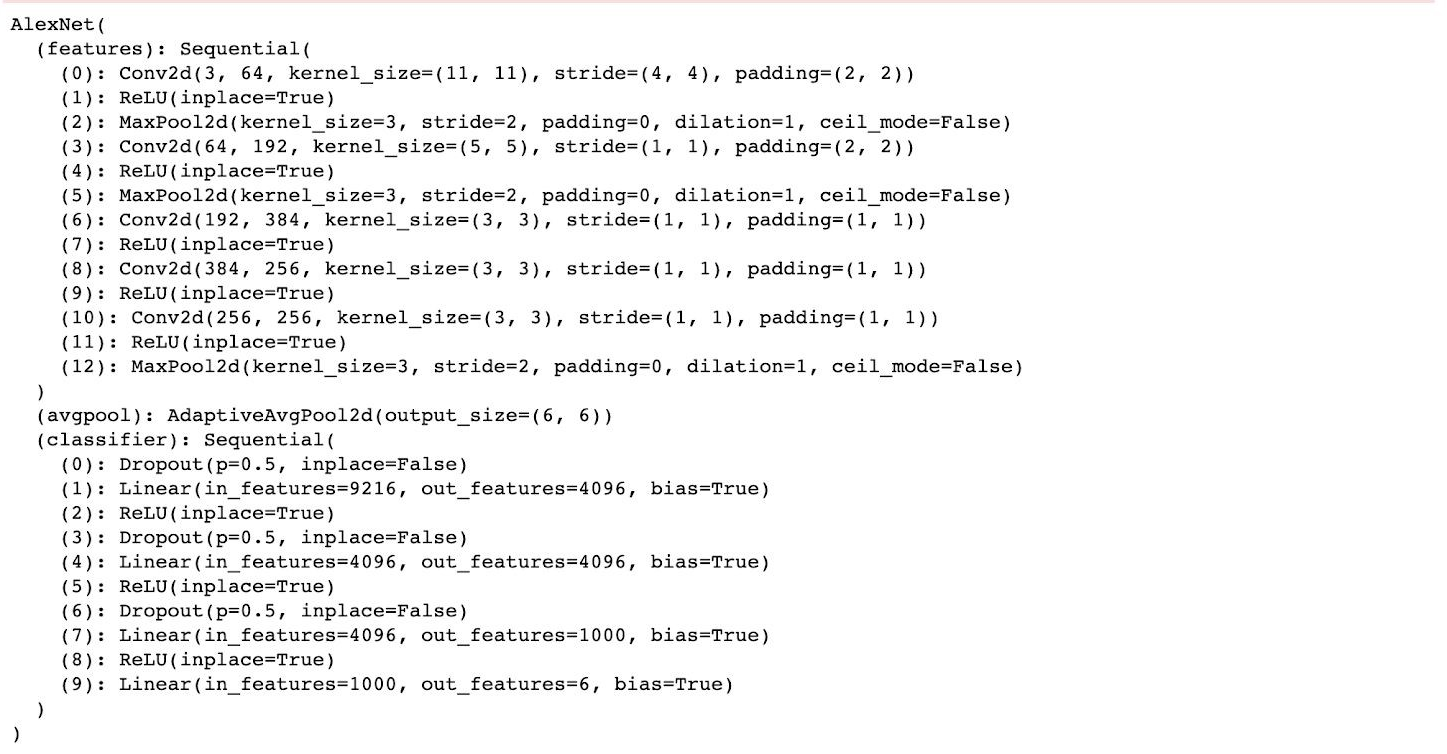 AlexNet(
  (features): Sequential(
    (0): Conv2d(3, 64, kernel_size=(11, 11), stride=(4, 4), padding=(2, 2))
    (1): ReLU(inplace=True)
    (2): MaxPool2d(kernel_size=3, stride=2, padding=0, dilation=1, ceil_mode=False)
    (3): Conv2d(64, 192, kernel_size=(5, 5), stride=(1, 1), padding=(2, 2))
    (4): ReLU(inplace=True)
    (5): MaxPool2d(kernel_size=3, stride=2, padding=0, dilation=1, ceil_mode=False)
    (6): Conv2d(192, 384, kernel_size=(3, 3), stride=(1, 1), padding=(1, 1))
    (7): ReLU(inplace=True)
    (8): Conv2d(384, 256, kernel_size=(3, 3), stride=(1, 1), padding=(1, 1))
    (9): ReLU(inplace=True)
    (10): Conv2d(256, 256, kernel_size=(3, 3), stride=(1, 1), padding=(1, 1))
    (11): ReLU(inplace=True)
    (12): MaxPool2d(kernel_size=3, stride=2, padding=0, dilation=1, ceil_mode=False)
  )
  (avgpool): AdaptiveAvgPool2d(output_size=(6, 6))
  (classifier): Sequential(
    (0): Dropout(p=0.5, inplace=False)
    (1): Linear(in_features=9216, out_features=4096, bias=True)
    (2): ReLU(inplace=True)
    (3): Dropout(p=0.5, inplace=False)
    (4): Linear(in_features=4096, out_features=4096, bias=True)
    (5): ReLU(inplace=True)
    (6): Dropout(p=0.5, inplace=False)
    (7): Linear(in_features=4096, out_features=1000, bias=True)
    (8): ReLU(inplace=True)
    (9): Linear(in_features=1000, out_features=6, bias=True)
  )
)